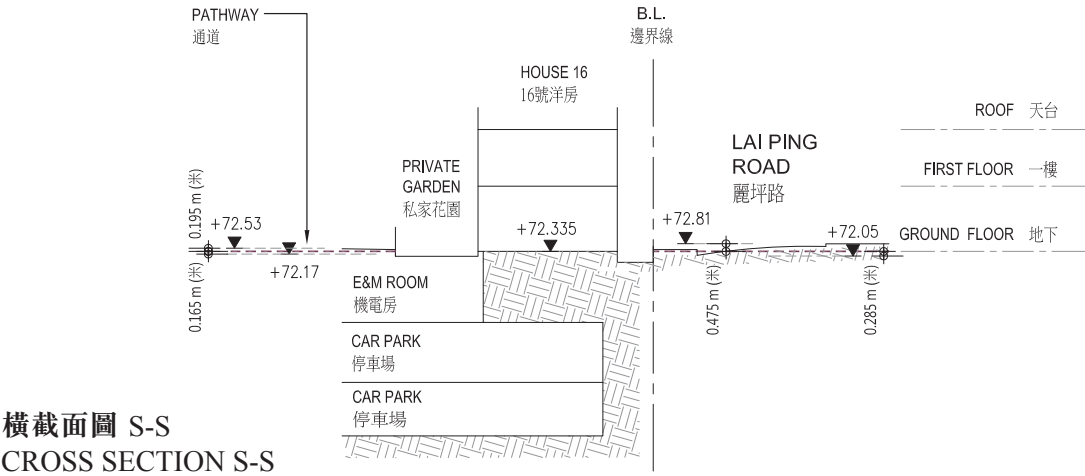 PATHWAY
通道
B.L.
邊界線
HOUSE 16
16號洋房
ROOF 天台
LAI PING
ROAD
麗坪路
FIRST FLOOR 一樓
PRIVATE
GARDEN
私家花園
0.195 m (米)
+72.53
+72.335
+72.81
+72.05
GROUND FLOOR 地下
+72.17
0.165 m (米)
0.475 m (米)
0.285 m (米)
E&M ROOM
機電房
CAR PARK
停車場
CAR PARK
停車場
橫截面圖 S-S
CROSS SECTION S-S